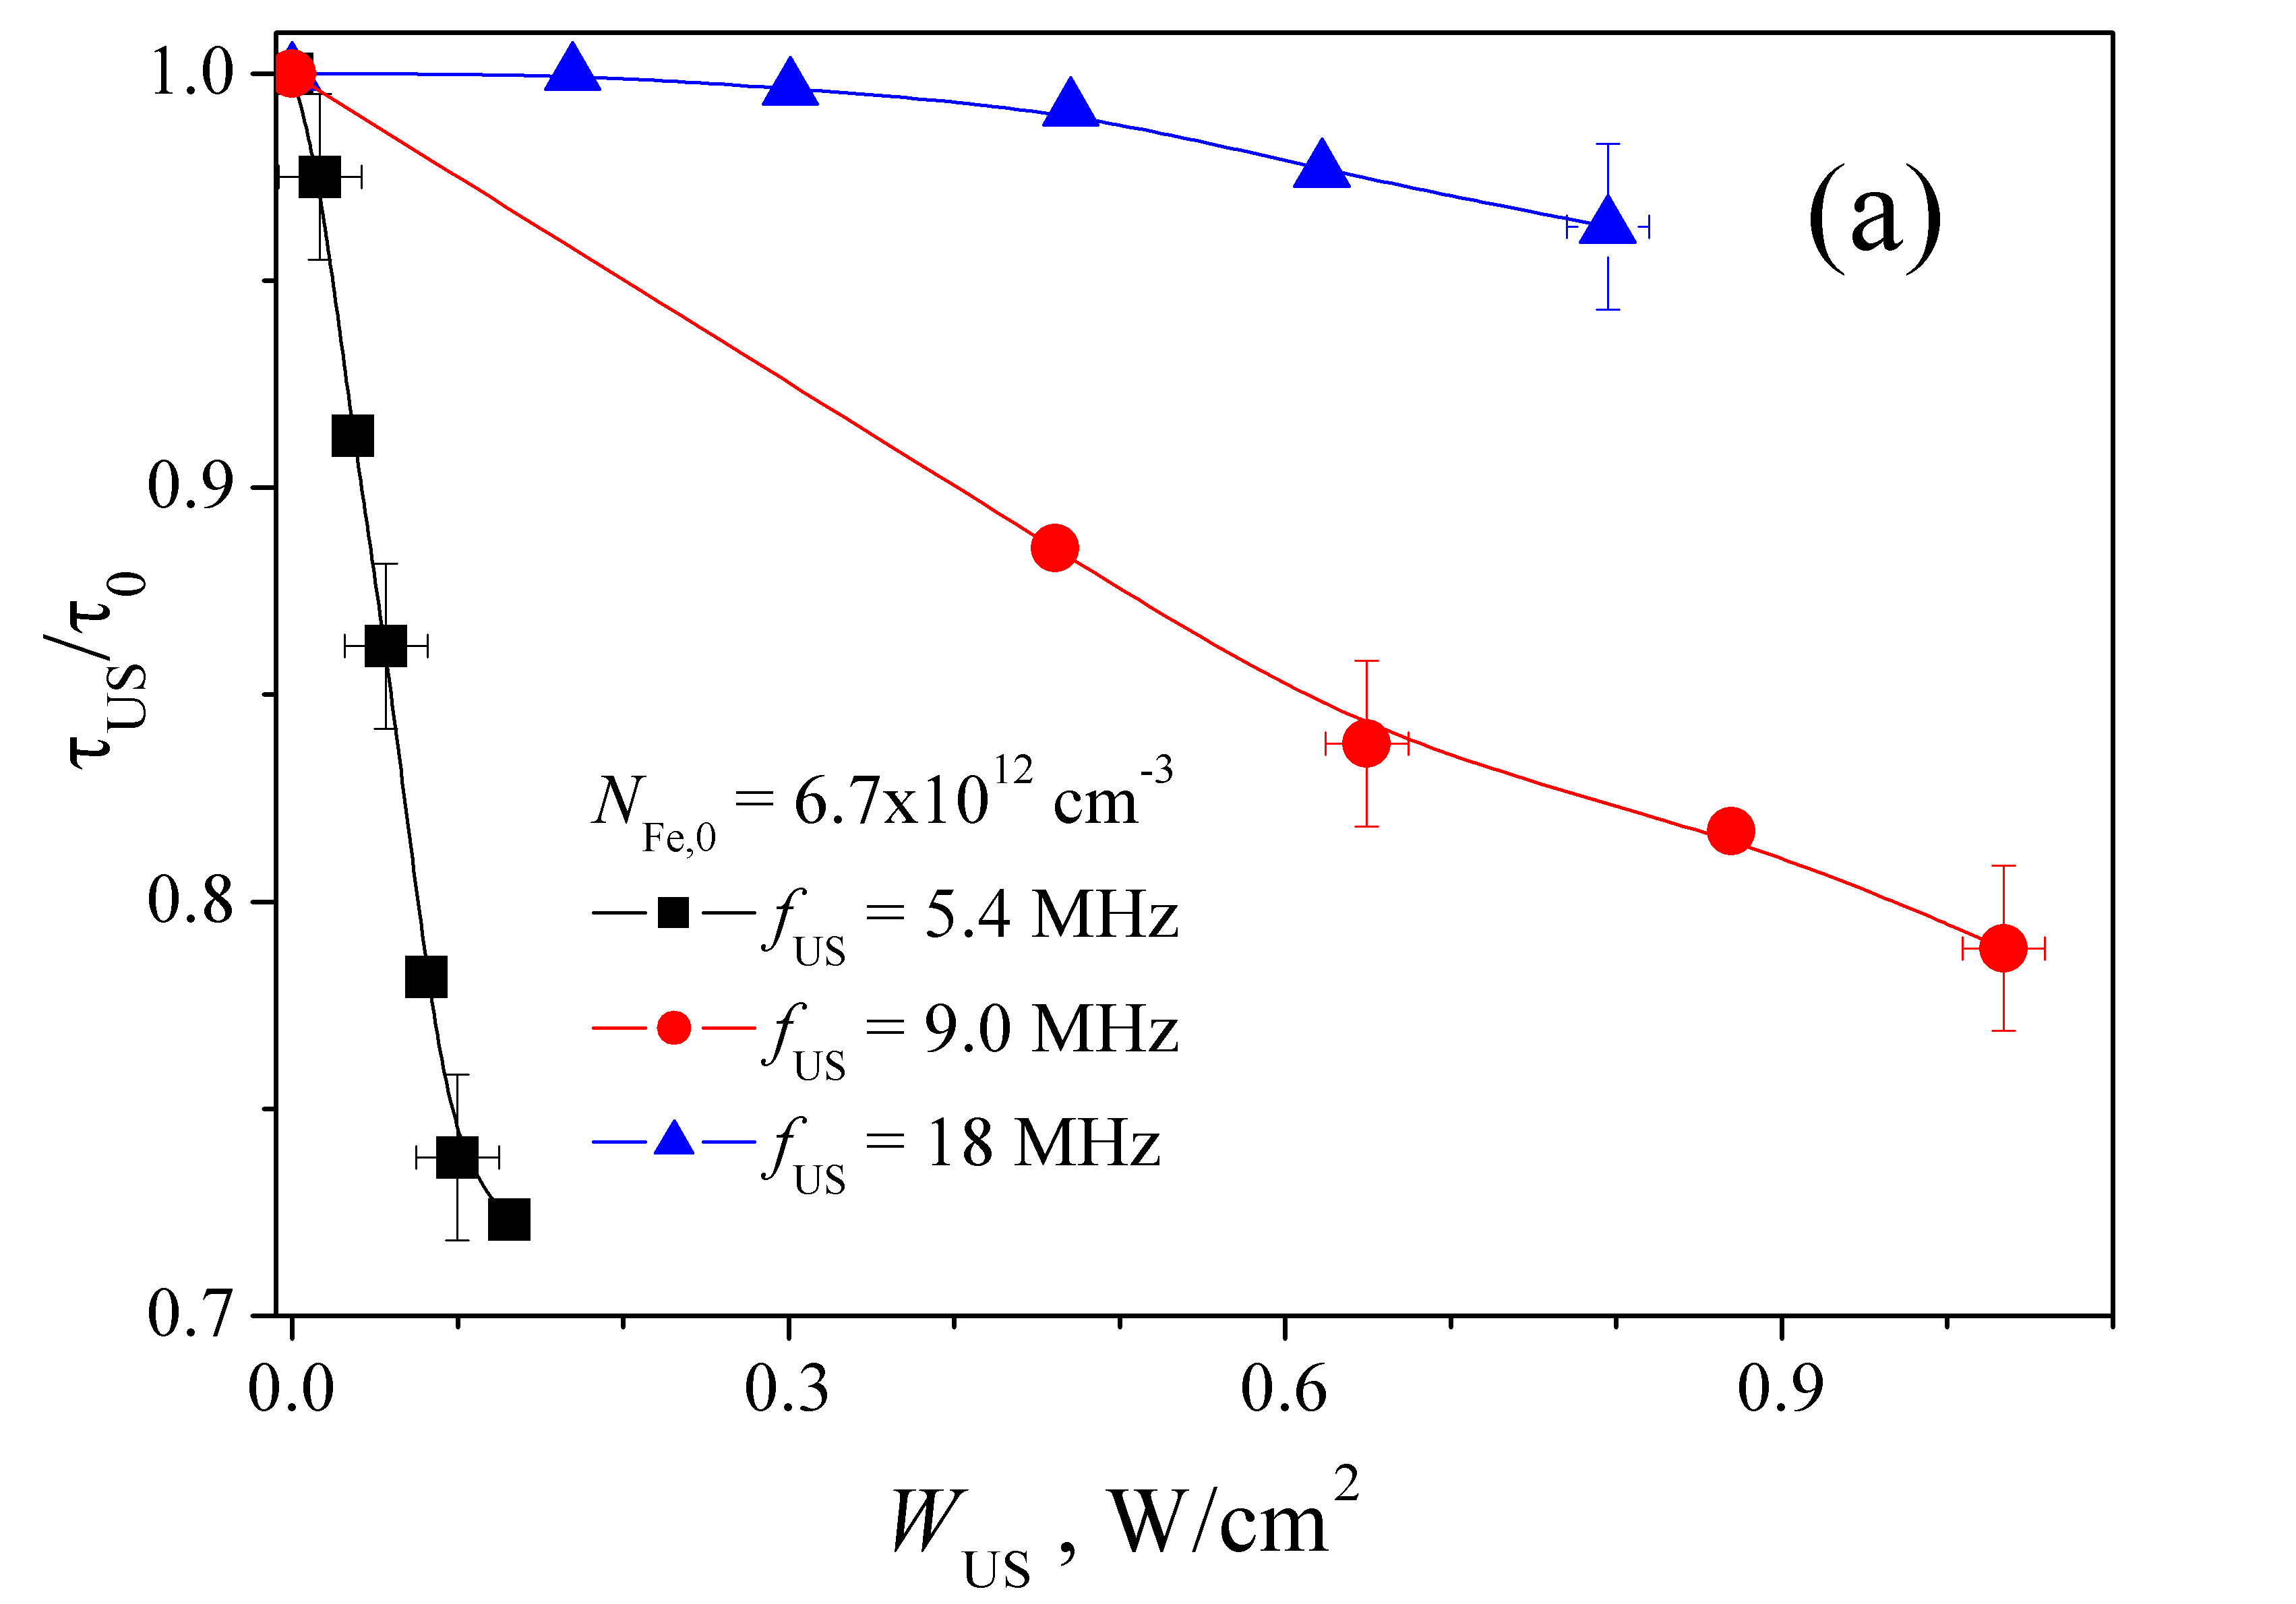 (a)
1.0
0.9
0.8
0.7
τUS/τ0
NFe,0 = 6.7x10^12 cm^-3
fUS = 5.4 MHz
fUS = 9.0 MHz
fUS = 18 MHz
0.0 0.3 0.6 0.9
WUS , W/cm^2